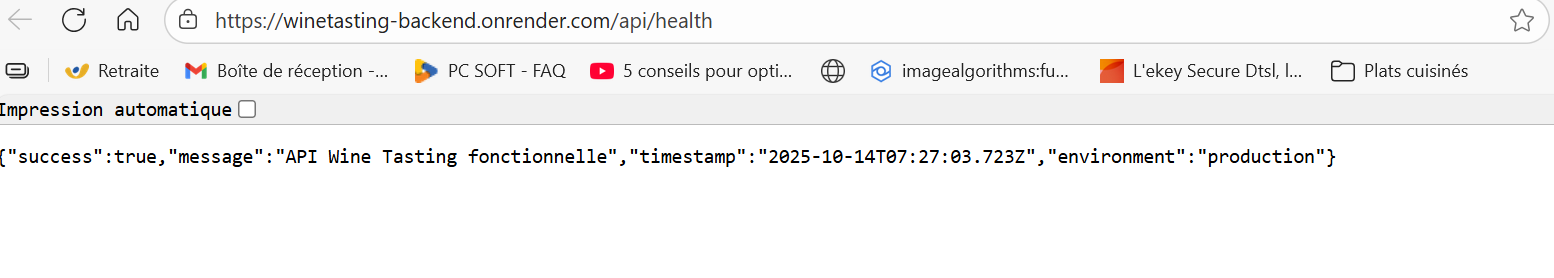 https://winetasting-backend.onrender.com/api/health
Retraite Boîte de réception -... PC SOFT - FAQ 5 conseils pour opti... imagealgorithms:fu... L'ekey Secure Dtsl, l... Plats cuisinés
Impression automatique
{"success":true,"message":"API Wine Tasting fonctionnelle","timestamp":"2025-10-14T07:27:03.723Z","environment":"production"}